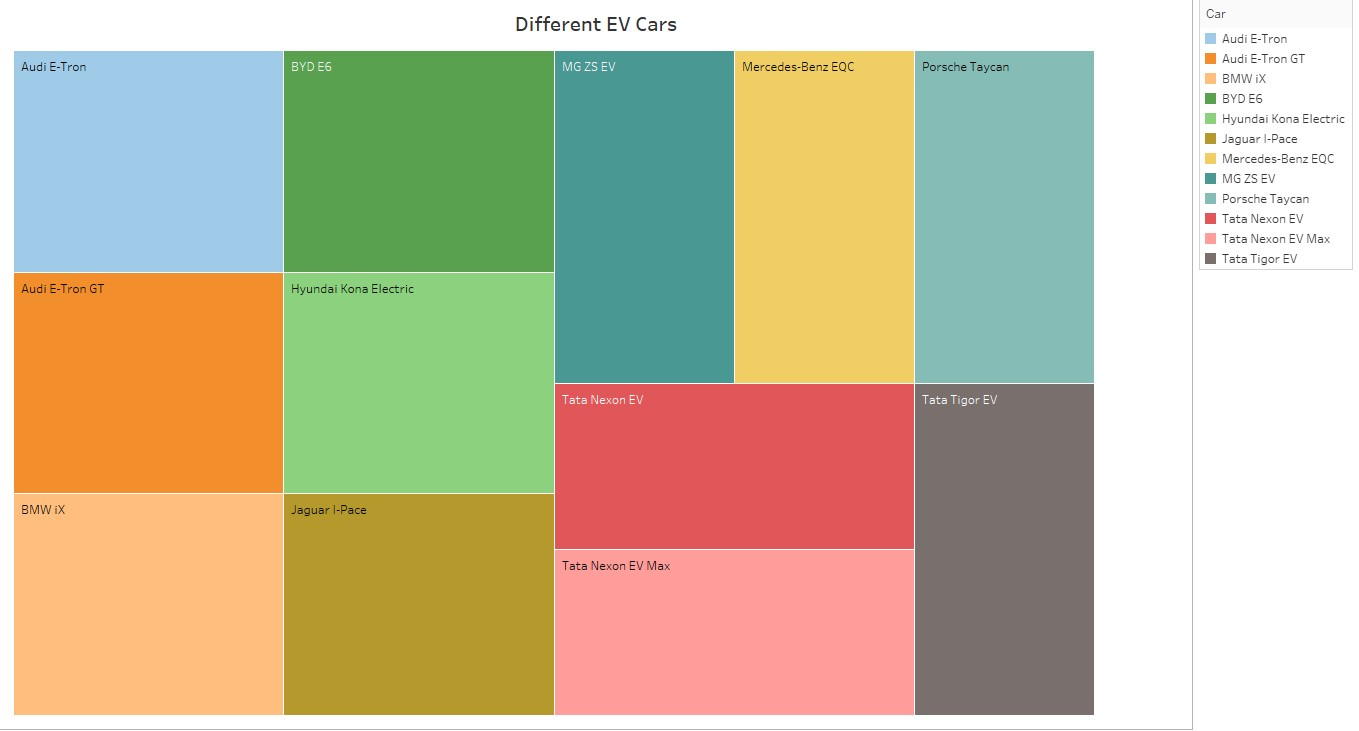 Different EV Cars
Audi E-Tron
BYD E6
MG ZS EV
Mercedes-Benz EQC
Porsche Taycan
Audi E-Tron GT
Hyundai Kona Electric
Tata Nexon EV
Tata Tigor EV
BMW iX
Jaguar I-Pace
Tata Nexon EV Max
Car
Audi E-Tron
Audi E-Tron GT
BMW iX
BYD E6
Hyundai Kona Electric
Jaguar I-Pace
Mercedes-Benz EQC
MG ZS EV
Porsche Taycan
Tata Nexon EV
Tata Nexon EV Max
Tata Tigor EV